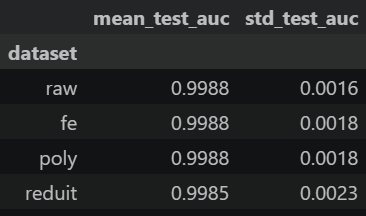 mean_test_auc std_test_auc
dataset
raw 0.9988 0.0016
fe 0.9988 0.0018
poly 0.9988 0.0018
reduit 0.9985 0.0023